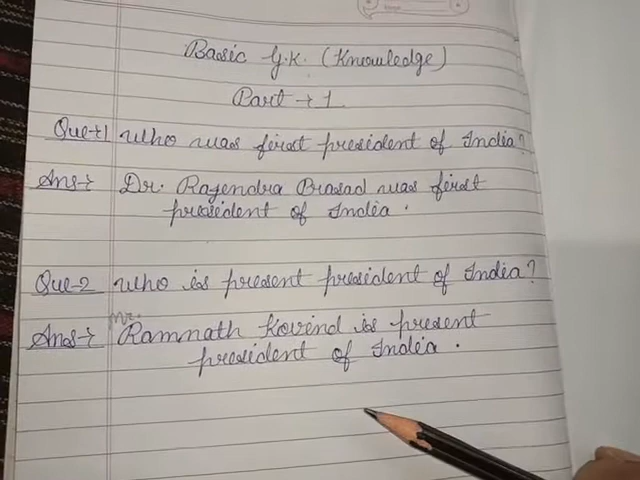 Basic G.K. (Knowledge)
Part → 1
Que→1 Who was first president of India?
Ans→ Dr. Rajendra Prasad was first
president of India.
Que-2 Who is present president of India?
Mr.
Ans→ Ramnath Kovind is present
president of India.